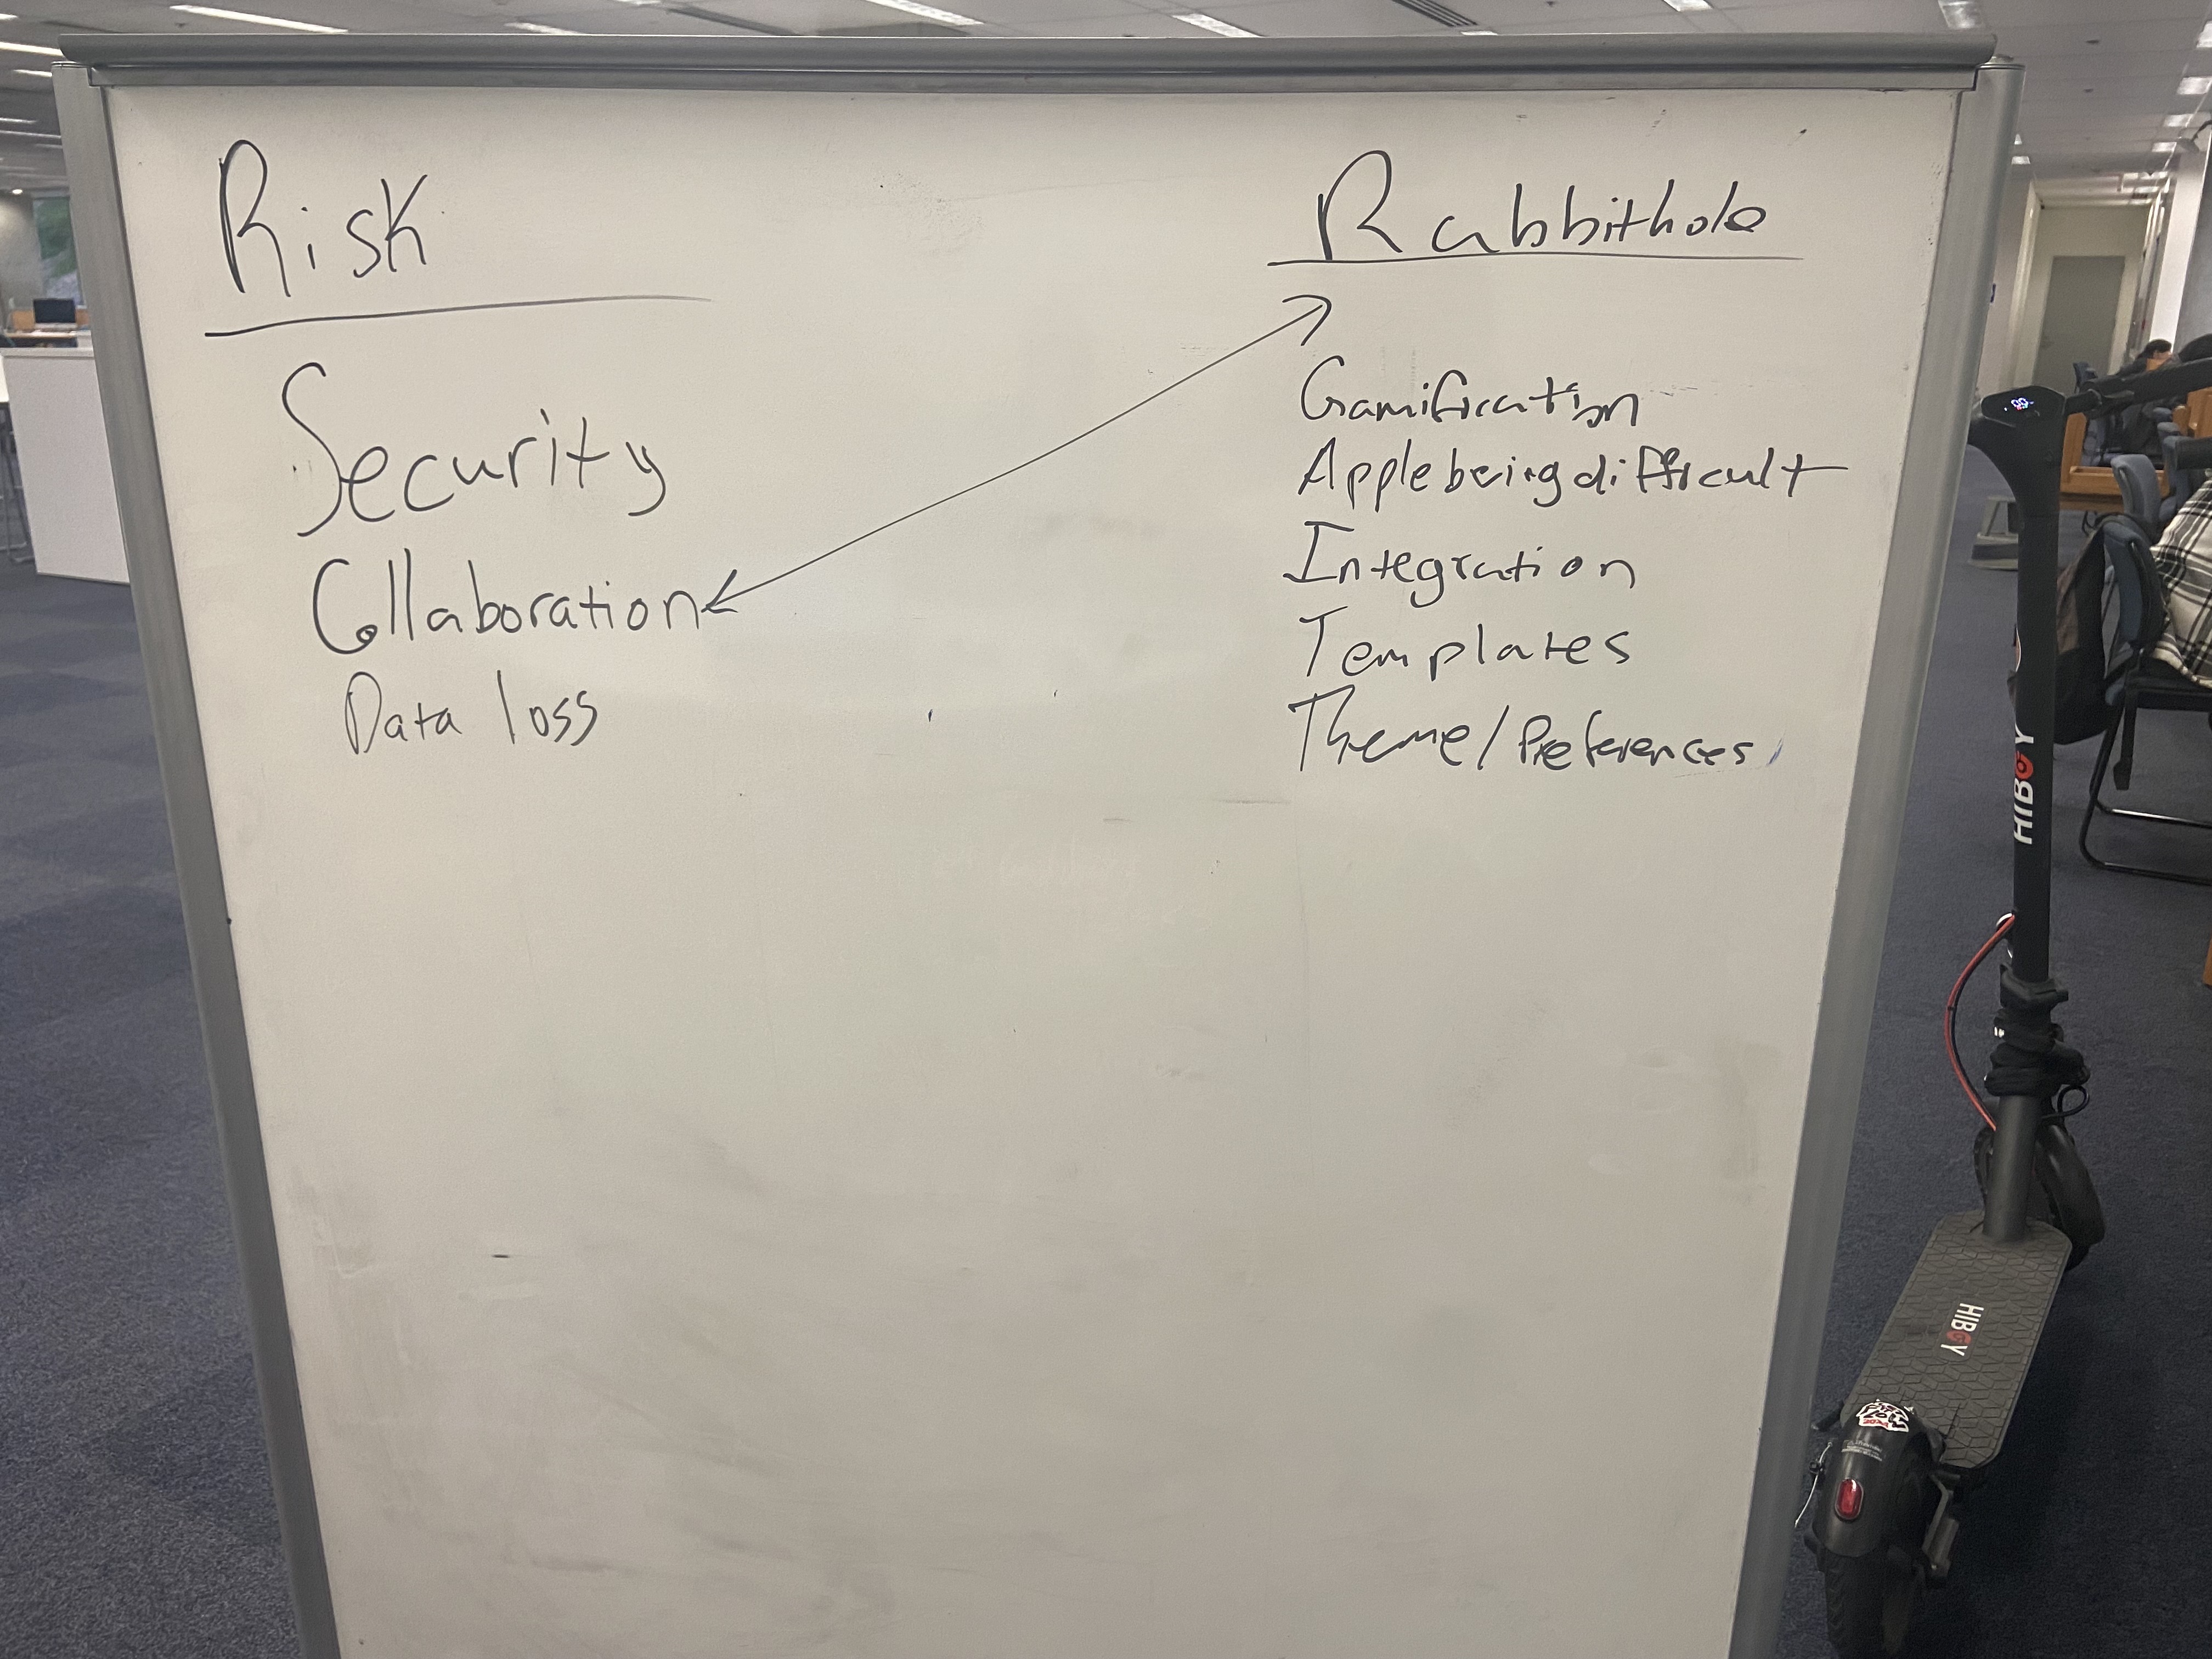 Risk
Security
Collaboration
Data loss
Rabbithole
Gamification
Apple being difficult
Integration
Templates
Theme/Preferences
HIBOY
HIBOY